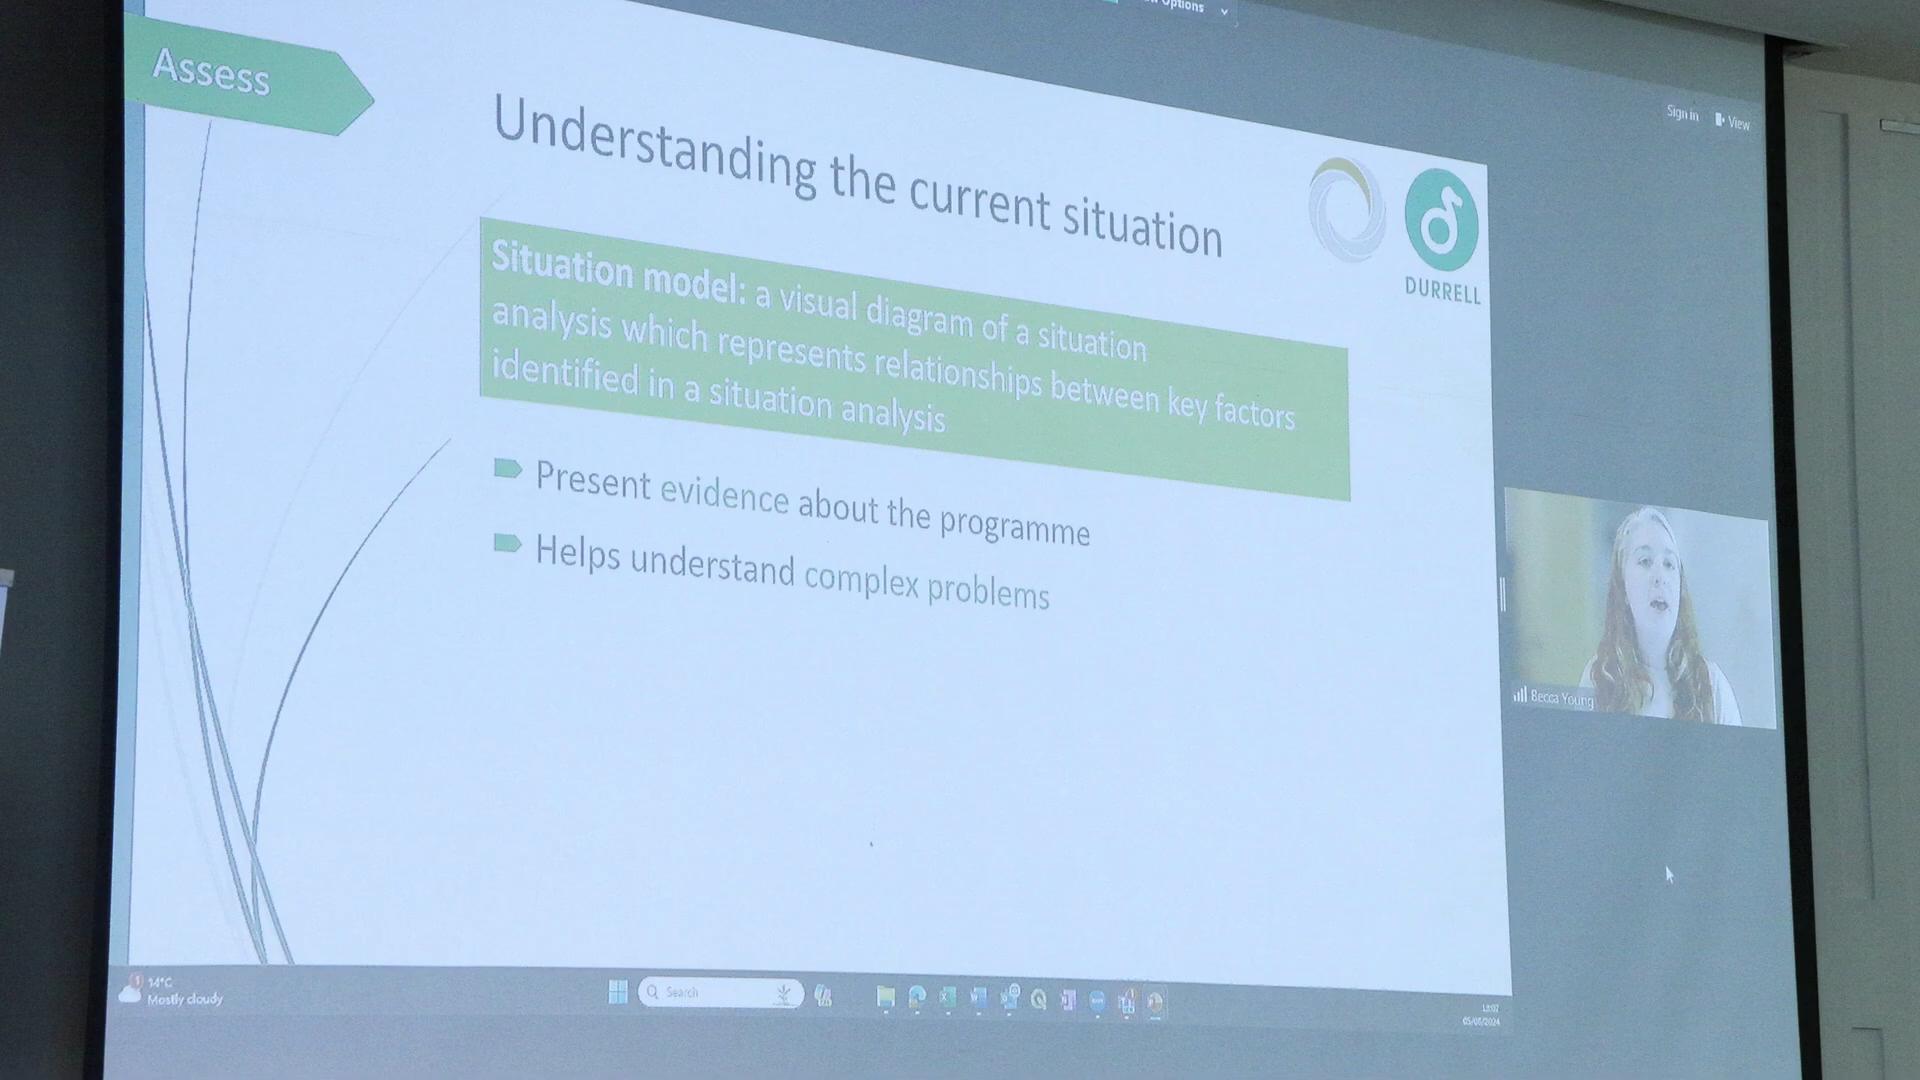 Options
Sign in
View
Assess
Understanding the current situation
DURRELL
Situation model: a visual diagram of a situation
analysis which represents relationships between key factors
identified in a situation analysis
Present evidence about the programme
Helps understand complex problems
Becca Young
14°C
Mostly cloudy
Search